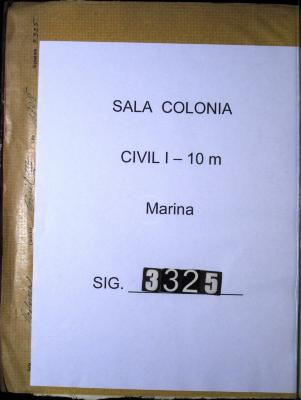 SALA COLONIA
CIVIL I – 10 m
Marina
SIG. 3325